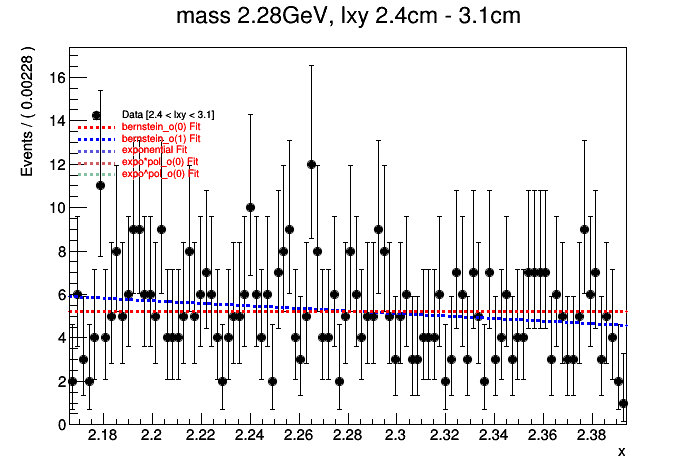 mass 2.28GeV, lxy 2.4cm - 3.1cm
Events / ( 0.00228 )
16
14
12
10
8
6
4
2
0
Data [2.4 < lxy < 3.1]
bernstein_o(0) Fit
bernstein_o(1) Fit
exponential Fit
expo*pol_o(0) Fit
expo^pol_o(0) Fit
2.18 2.2 2.22 2.24 2.26 2.28 2.3 2.32 2.34 2.36 2.38
x